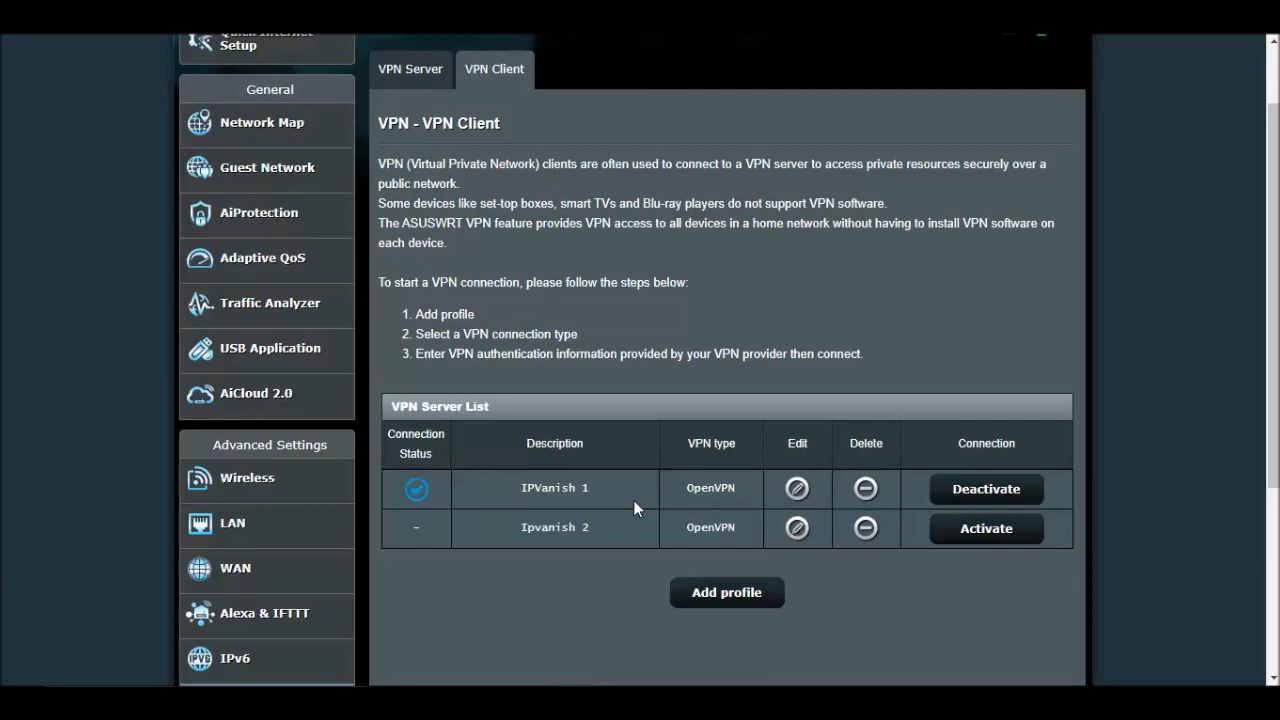 Quick Internet
Setup
General
Network Map
Guest Network
AiProtection
Adaptive QoS
Traffic Analyzer
USB Application
AiCloud 2.0
Advanced Settings
Wireless
LAN
WAN
Alexa & IFTTT
IPv6
VPN Server
VPN Client
VPN - VPN Client
VPN (Virtual Private Network) clients are often used to connect to a VPN server to access private resources securely over a
public network.
Some devices like set-top boxes, smart TVs and Blu-ray players do not support VPN software.
The ASUSWRT VPN feature provides VPN access to all devices in a home network without having to install VPN software on
each device.
To start a VPN connection, please follow the steps below:
1. Add profile
2. Select a VPN connection type
3. Enter VPN authentication information provided by your VPN provider then connect.
VPN Server List
Connection
Status
Description
VPN type
Edit
Delete
Connection
IPVanish 1
OpenVPN
Deactivate
-
Ipvanish 2
OpenVPN
Activate
Add profile